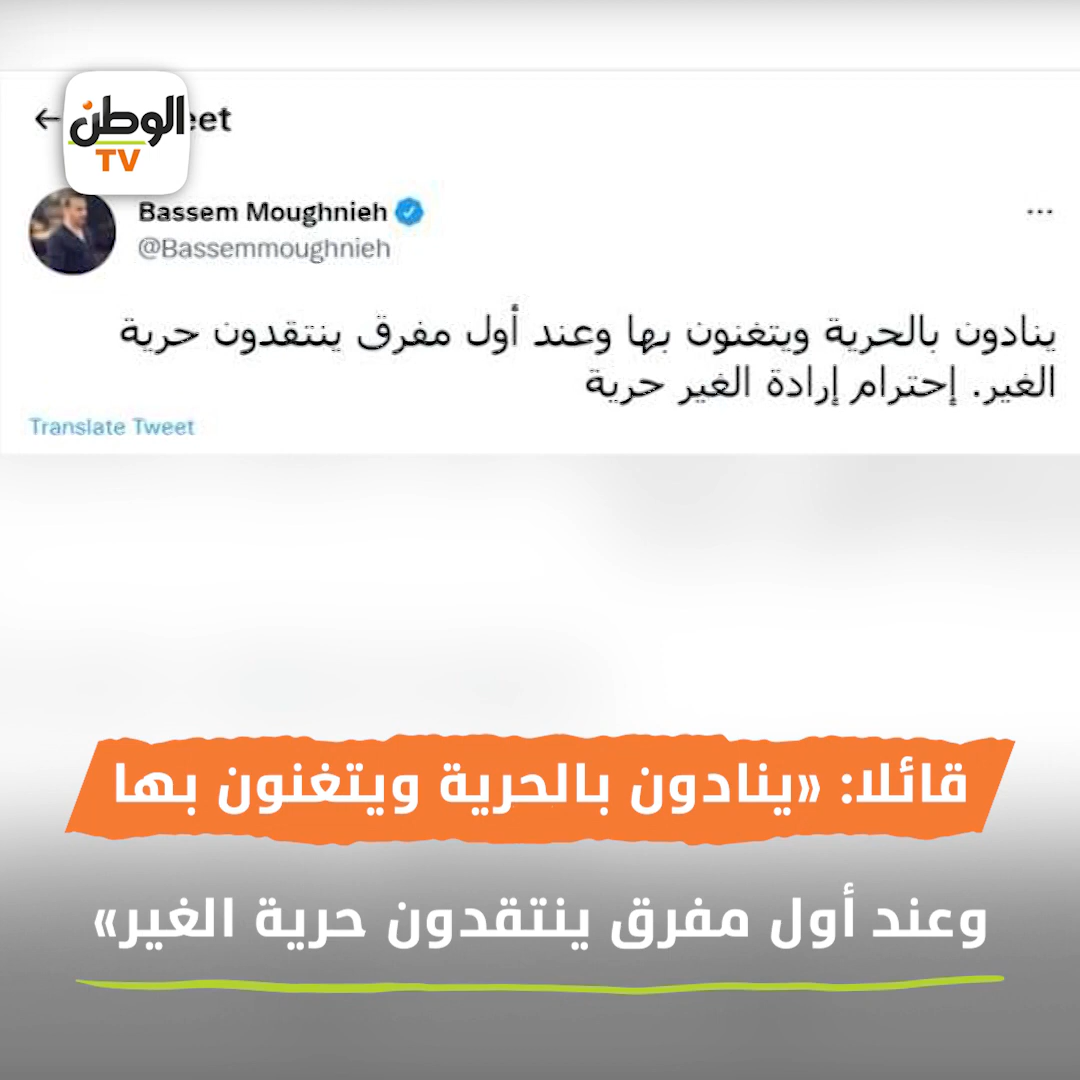 الوطن
TV
eet
Bassem Moughnieh
@Bassemmoughnieh
ينادون بالحرية ويتغنون بها وعند أول مفرق ينتقدون حرية
الغير. إحترام إرادة الغير حرية
Translate Tweet
قائلا: «ينادون بالحرية ويتغنون بها
وعند أول مفرق ينتقدون حرية الغير»